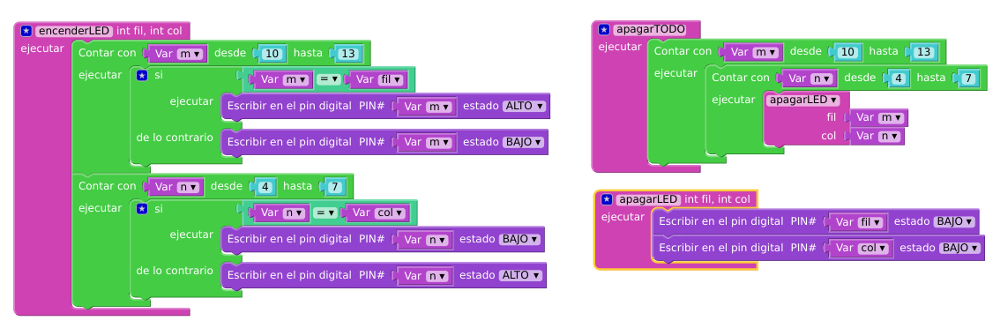 encenderLED int fil, int col
ejecutar
Contar con Var m ▾ desde 10 hasta 13
ejecutar si Var m ▾ = ▾ Var fil ▾
ejecutar Escribir en el pin digital PIN# Var m ▾ estado ALTO ▾
de lo contrario Escribir en el pin digital PIN# Var m ▾ estado BAJO ▾
Contar con Var n ▾ desde 4 hasta 7
ejecutar si Var n ▾ = ▾ Var col ▾
ejecutar Escribir en el pin digital PIN# Var n ▾ estado BAJO ▾
de lo contrario Escribir en el pin digital PIN# Var n ▾ estado ALTO ▾
apagarTODO
ejecutar
Contar con Var m ▾ desde 10 hasta 13
ejecutar Contar con Var n ▾ desde 4 hasta 7
ejecutar apagarLED ▾
fil Var m ▾
col Var n ▾
apagarLED int fil, int col
ejecutar
Escribir en el pin digital PIN# Var fil ▾ estado BAJO ▾
Escribir en el pin digital PIN# Var col ▾ estado BAJO ▾